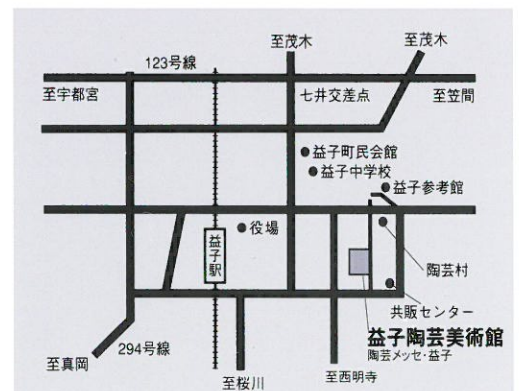 至茂木
至茂木
123号線
至宇都宮
七井交差点
至笠間
益子町民会館
益子中学校
益子参考館
役場
益子駅
陶芸村
共販センター
益子陶芸美術館
陶芸メッセ・益子
294号線
至真岡
至桜川
至西明寺